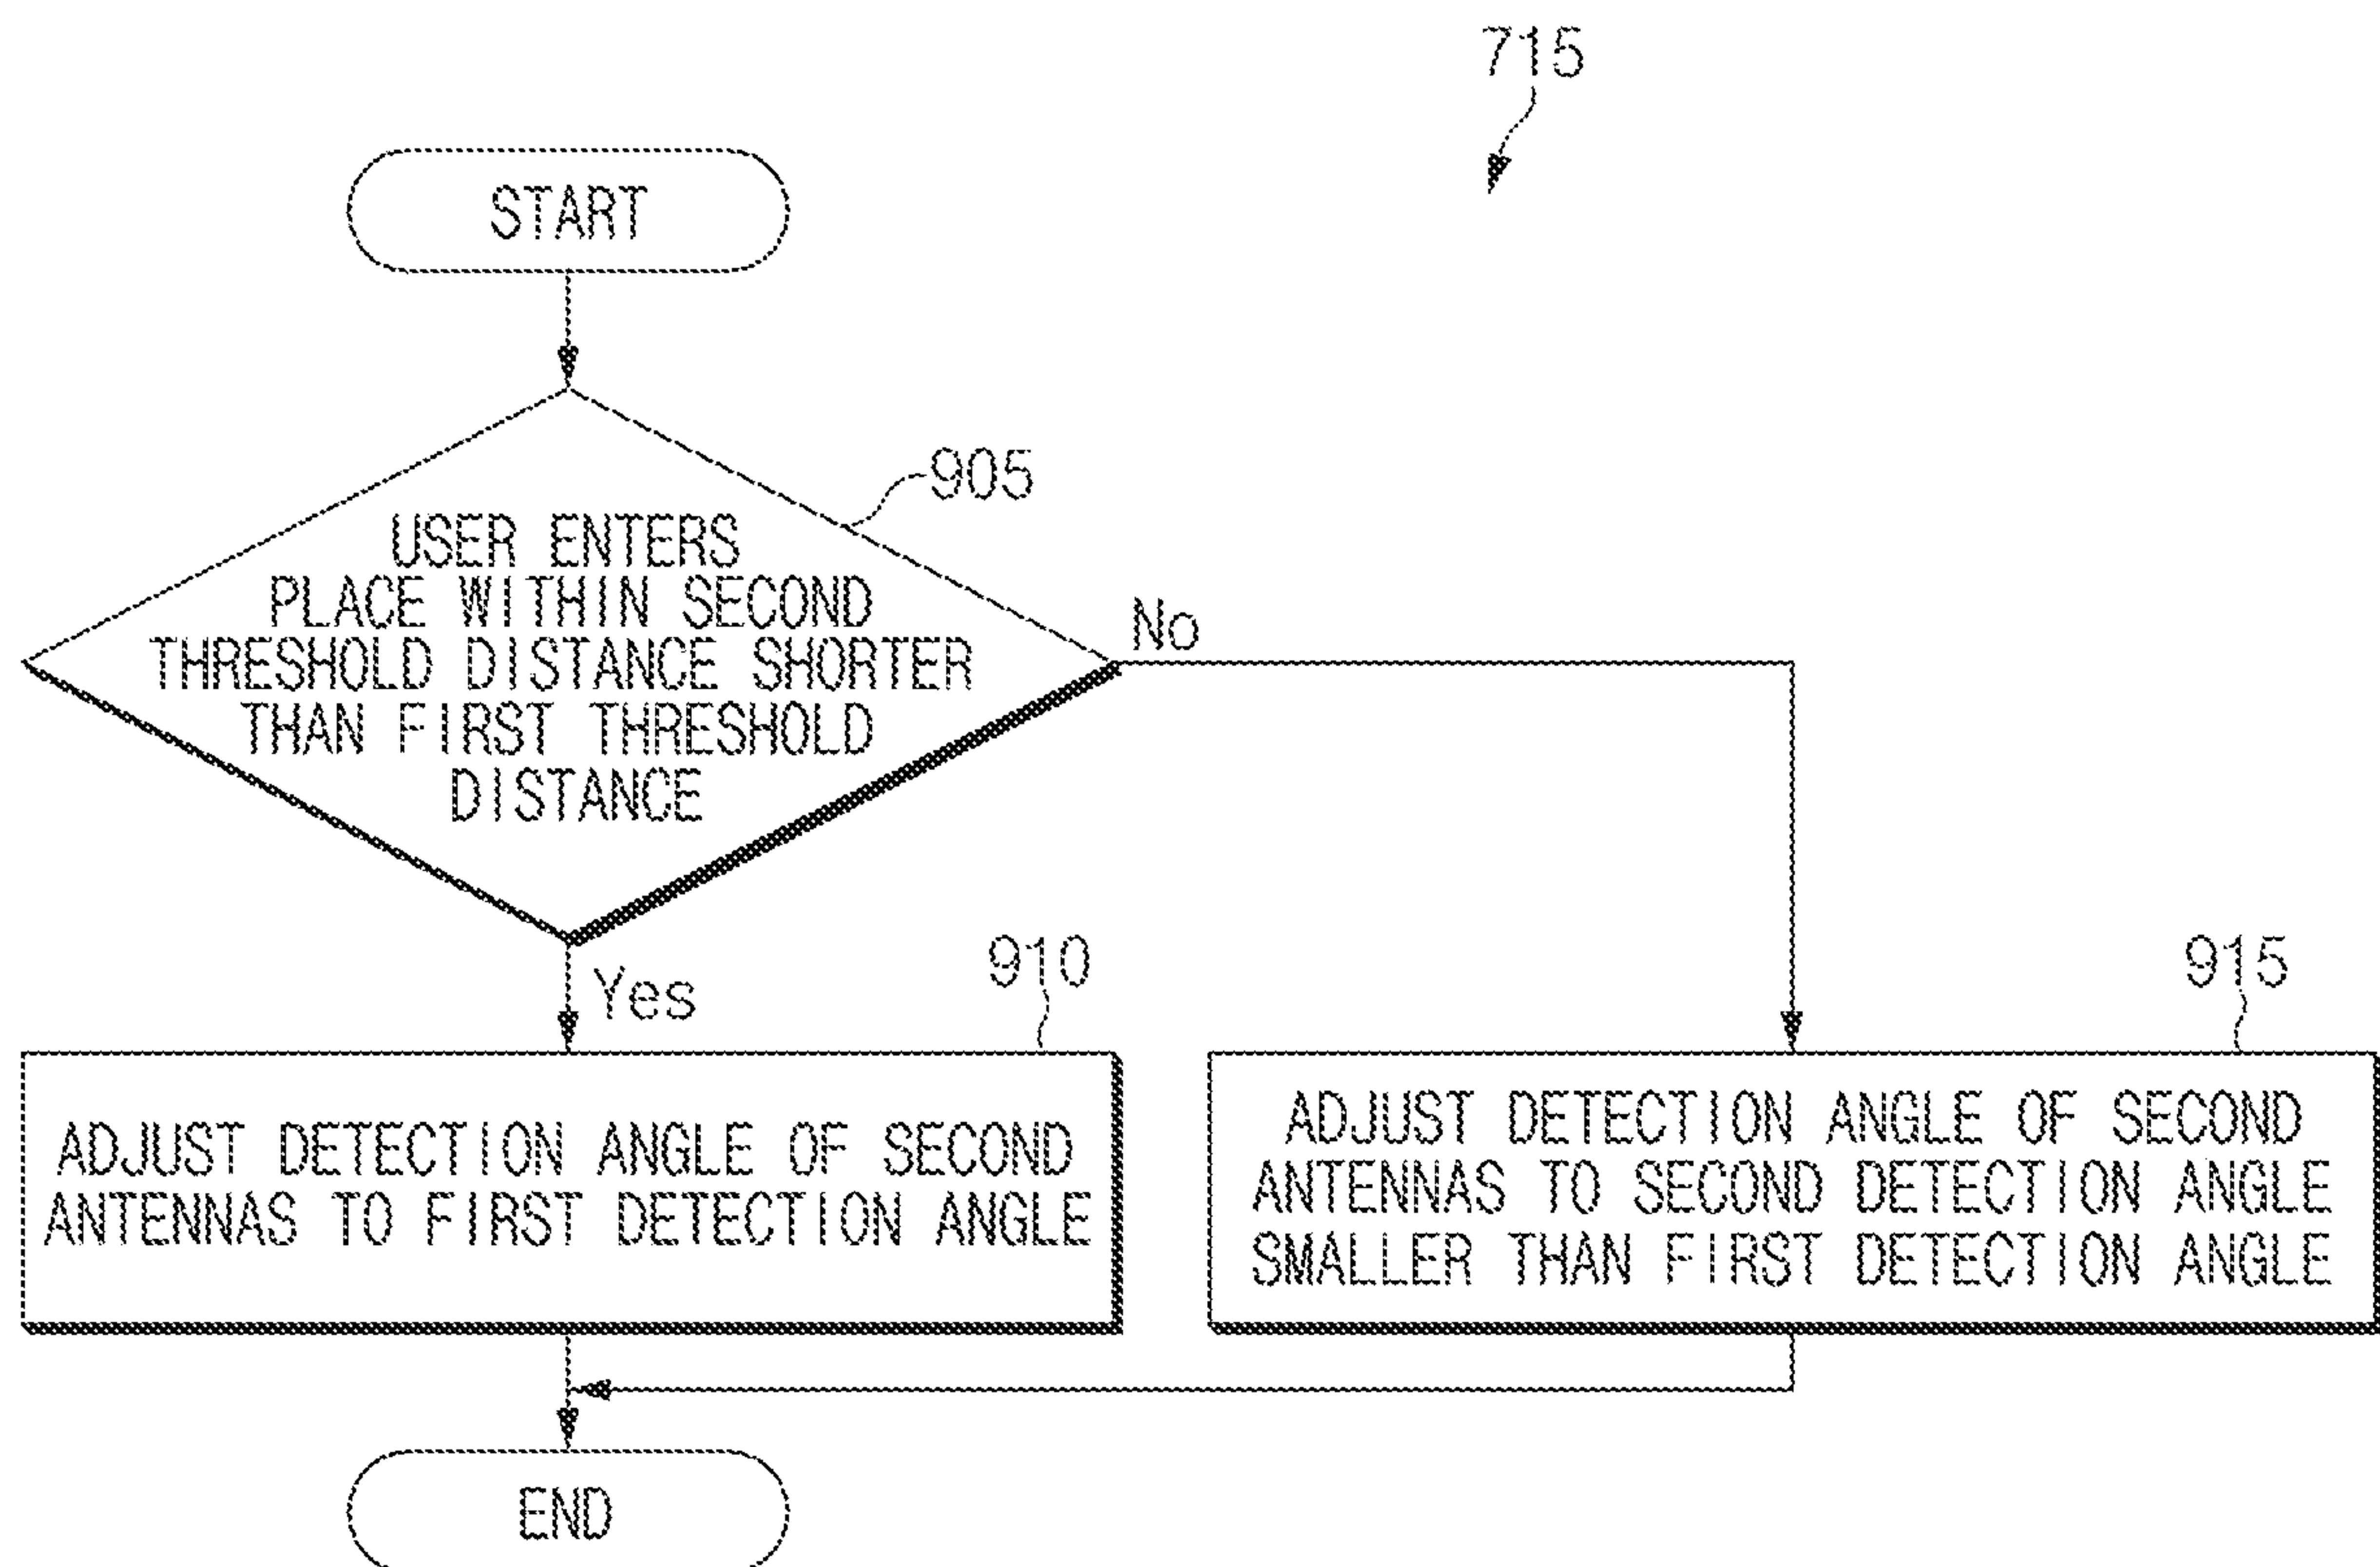 715
START
905
USER ENTERS
PLACE WITHIN SECOND
THRESHOLD DISTANCE SHORTER
THAN FIRST THRESHOLD
DISTANCE
No
Yes
910
915
ADJUST DETECTION ANGLE OF SECOND
ANTENNAS TO FIRST DETECTION ANGLE
ADJUST DETECTION ANGLE OF SECOND
ANTENNAS TO SECOND DETECTION ANGLE
SMALLER THAN FIRST DETECTION ANGLE
END